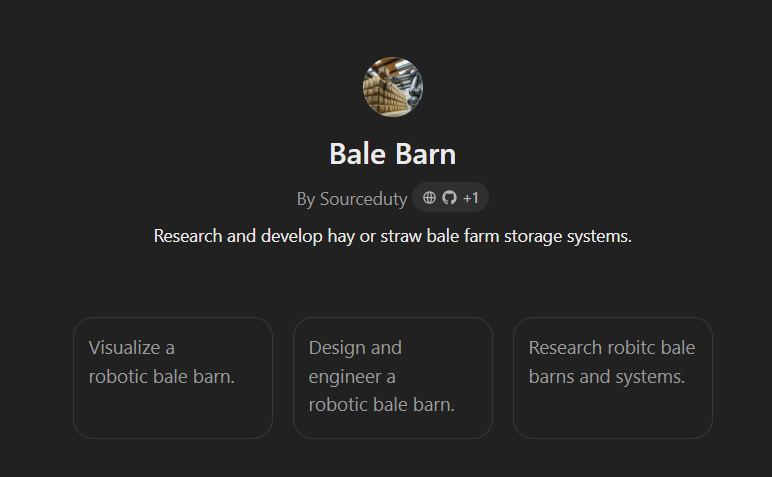 Bale Barn
By Sourceduty +1
Research and develop hay or straw bale farm storage systems.
Visualize a
robotic bale barn.
Design and
engineer a
robotic bale barn.
Research robitc bale
barns and systems.